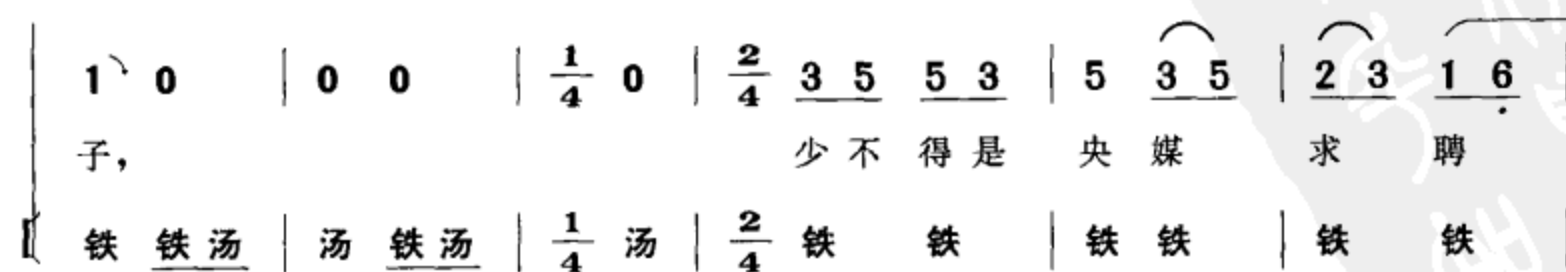 1 0 | 0 0 | 1/4 0 | 2/4 3 5 5 3 | 5 3 5 | 2 3 1 6
子， 少 不 得 是 央 媒 求 聘
铁 铁 汤 | 汤 铁 汤 | 1/4 汤 | 2/4 铁 铁 | 铁 铁 | 铁 铁